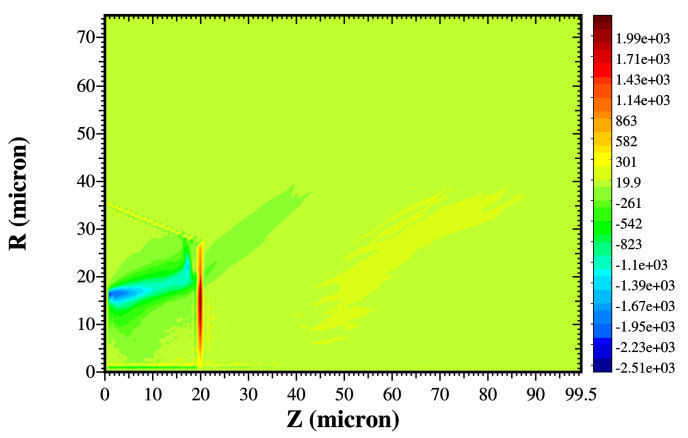 70
60
50
40
30
20
10
0
R (micron)
0 10 20 30 40 50 60 70 80 90 99.5
Z (micron)
1.99e+03
1.71e+03
1.43e+03
1.14e+03
863
582
301
19.9
-261
-542
-823
-1.1e+03
-1.39e+03
-1.67e+03
-1.95e+03
-2.23e+03
-2.51e+03